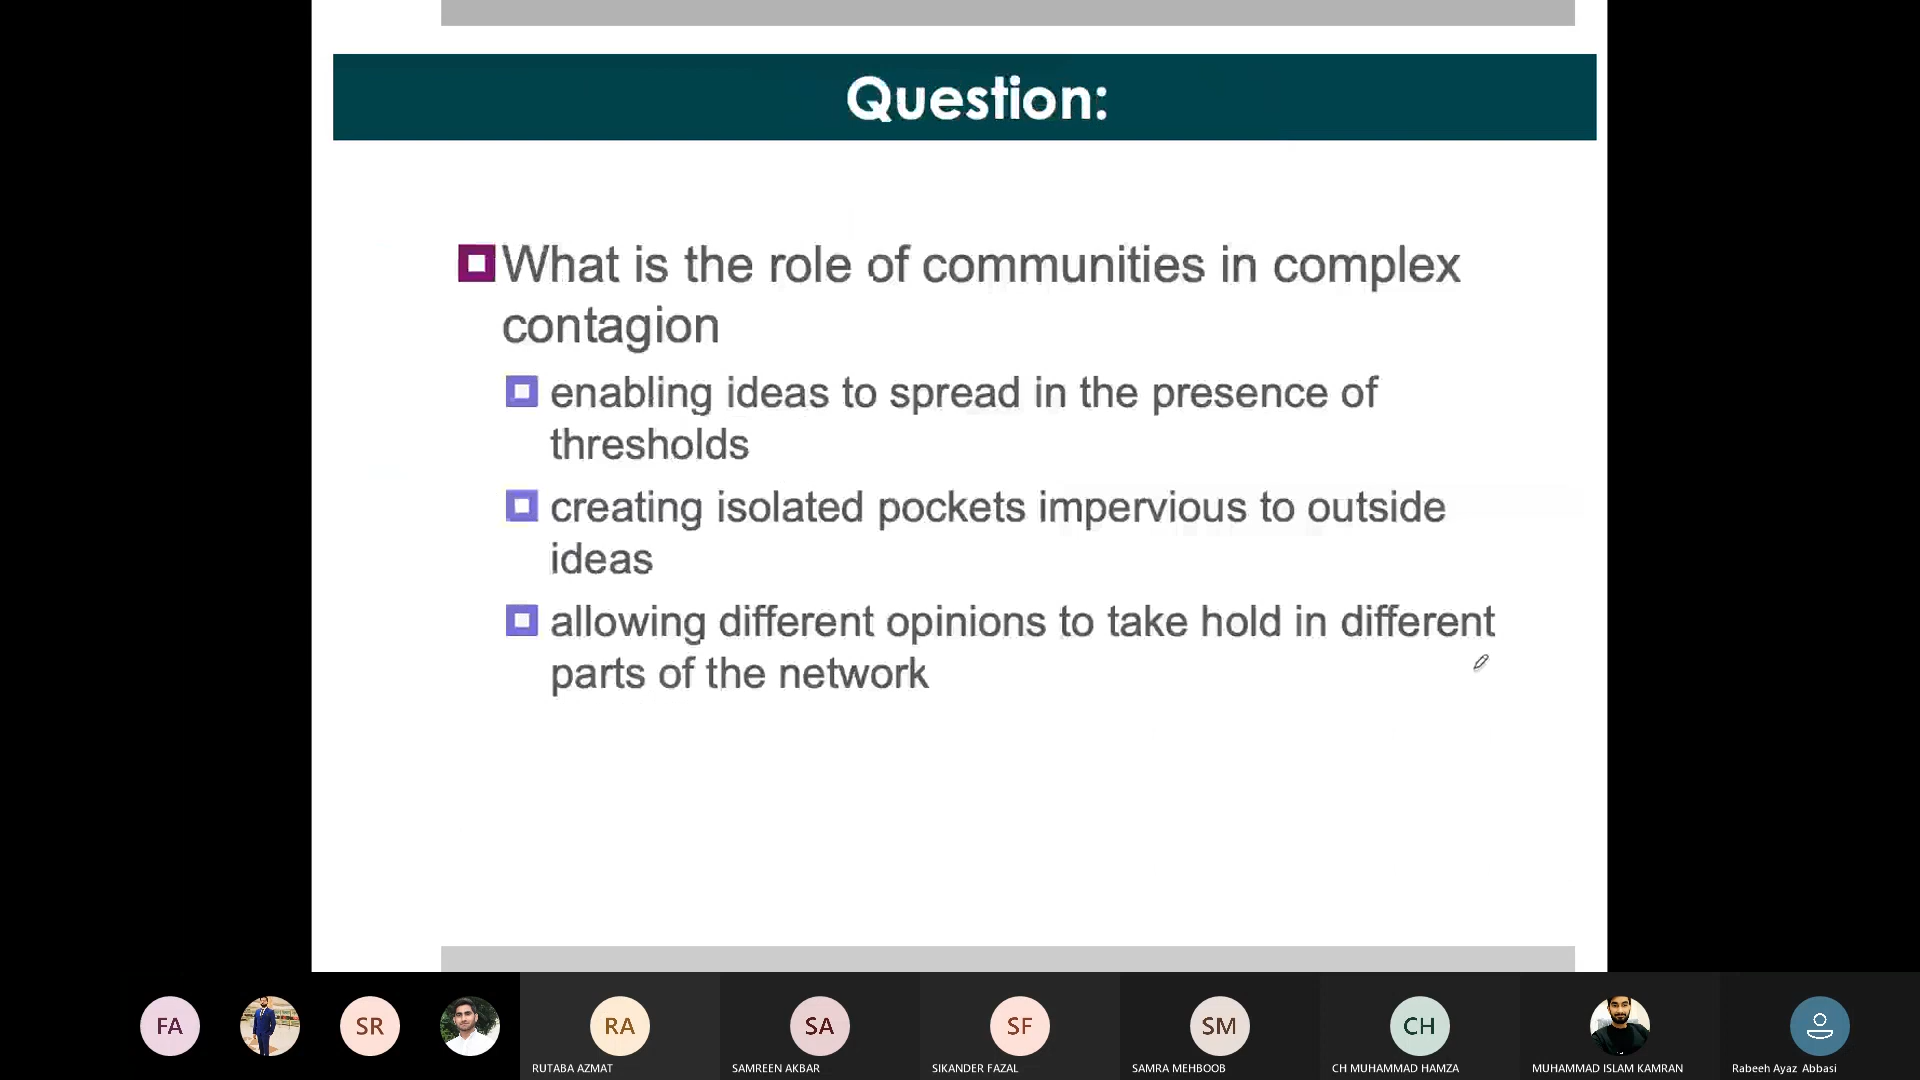 Question:
What is the role of communities in complex
contagion
enabling ideas to spread in the presence of
thresholds
creating isolated pockets impervious to outside
ideas
allowing different opinions to take hold in different
parts of the network
FA
SR
RA
SA
SF
SM
CH
RUTABA AZMAT
SAMREEN AKBAR
SIKANDER FAZAL
SAMRA MEHBOOB
CH MUHAMMAD HAMZA
MUHAMMAD ISLAM KAMRAN
Rabeeh Ayaz Abbasi